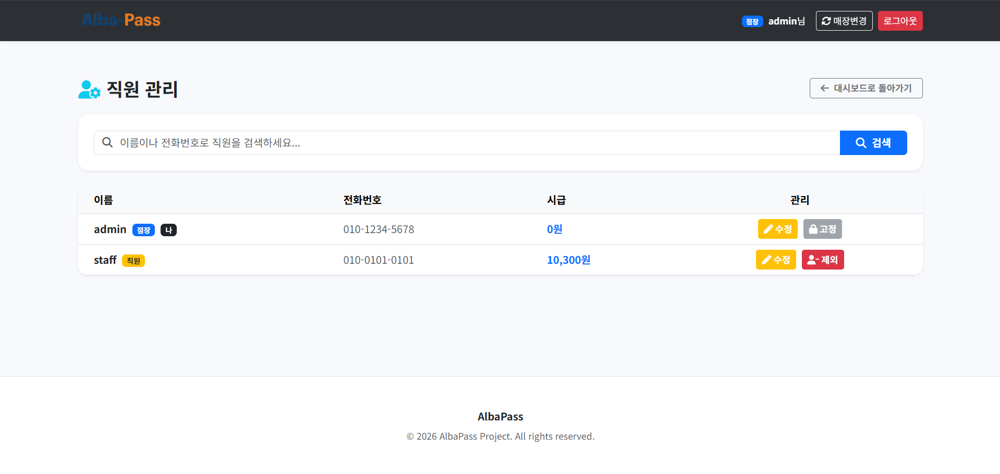 Alba-Pass
점장 admin님 매장변경 로그아웃
직원 관리
대시보드로 돌아가기
이름이나 전화번호로 직원을 검색하세요... 검색
이름 전화번호 시급 관리
admin 점장 나 010-1234-5678 0원 수정 고정
staff 직원 010-0101-0101 10,300원 수정 제외
AlbaPass
© 2026 AlbaPass Project. All rights reserved.